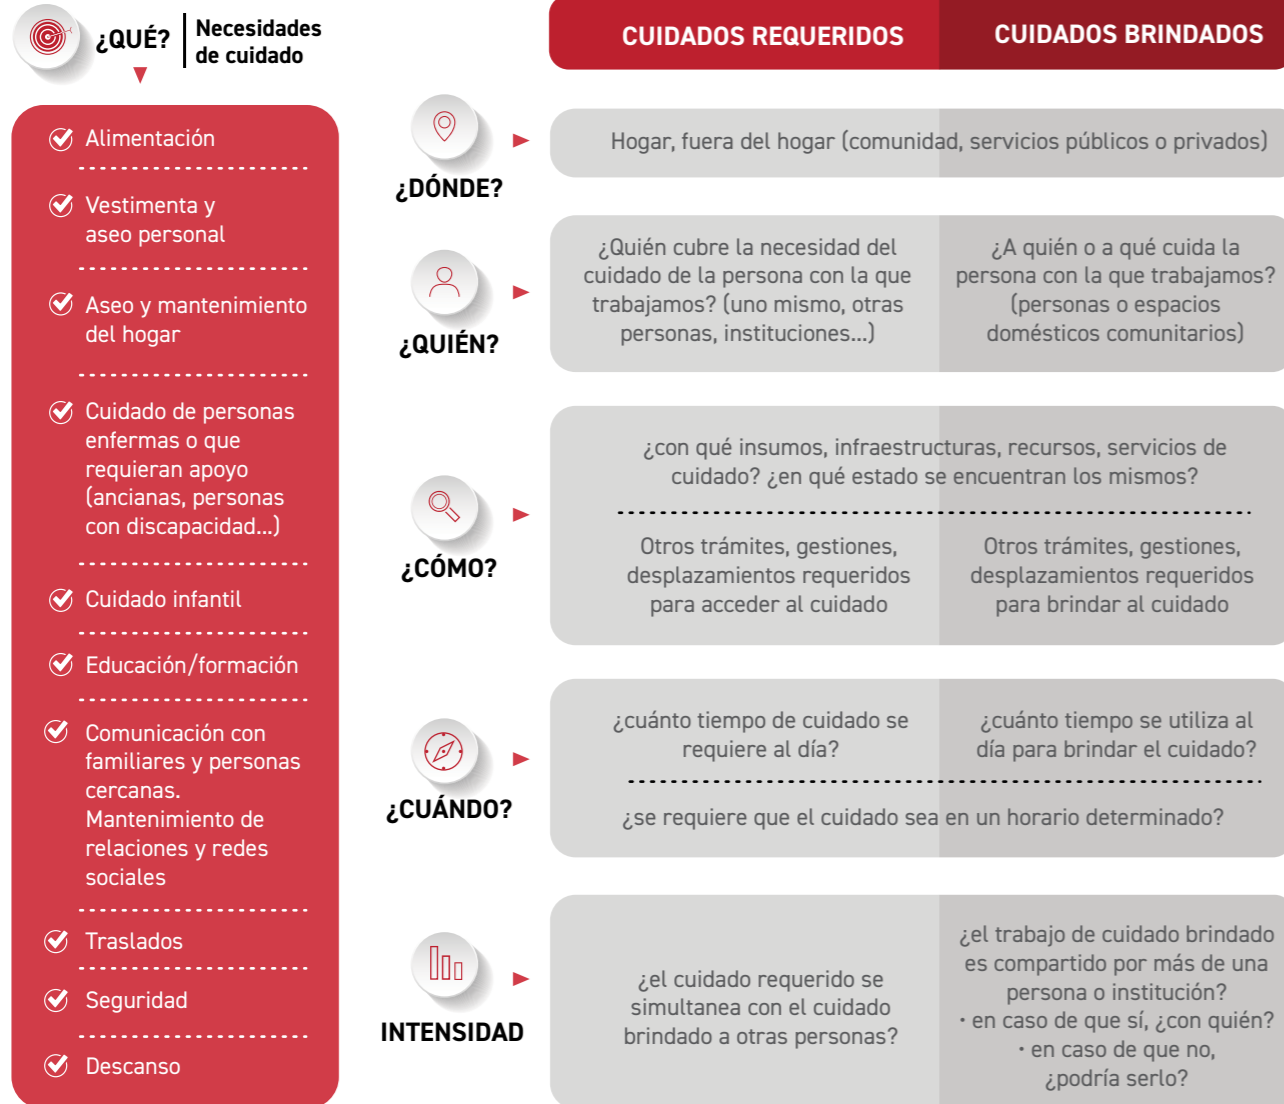 ¿QUÉ?
Necesidades
de cuidado
Alimentación
Vestimenta y
aseo personal
Aseo y mantenimiento
del hogar
Cuidado de personas
enfermas o que
requieran apoyo
(ancianas, personas
con discapacidad...)
Cuidado infantil
Educación/formación
Comunicación con
familiares y personas
cercanas.
Mantenimiento de
relaciones y redes
sociales
Traslados
Seguridad
Descanso
CUIDADOS REQUERIDOS
CUIDADOS BRINDADOS
¿DÓNDE?
Hogar, fuera del hogar (comunidad, servicios públicos o privados)
¿QUIÉN?
¿Quién cubre la necesidad del
cuidado de la persona con la que
trabajamos? (uno mismo, otras
personas, instituciones...)
¿A quién o a qué cuida la
persona con la que trabajamos?
(personas o espacios
domésticos comunitarios)
¿CÓMO?
¿con qué insumos, infraestructuras, recursos, servicios de
cuidado? ¿en qué estado se encuentran los mismos?
Otros trámites, gestiones,
desplazamientos requeridos
para acceder al cuidado
Otros trámites, gestiones,
desplazamientos requeridos
para brindar al cuidado
¿CUÁNDO?
¿cuánto tiempo de cuidado se
requiere al día?
¿cuánto tiempo se utiliza al
día para brindar el cuidado?
¿se requiere que el cuidado sea en un horario determinado?
INTENSIDAD
¿el cuidado requerido se
simultanea con el cuidado
brindado a otras personas?
¿el trabajo de cuidado brindado
es compartido por más de una
persona o institución?
· en caso de que sí, ¿con quién?
· en caso de que no,
¿podría serlo?